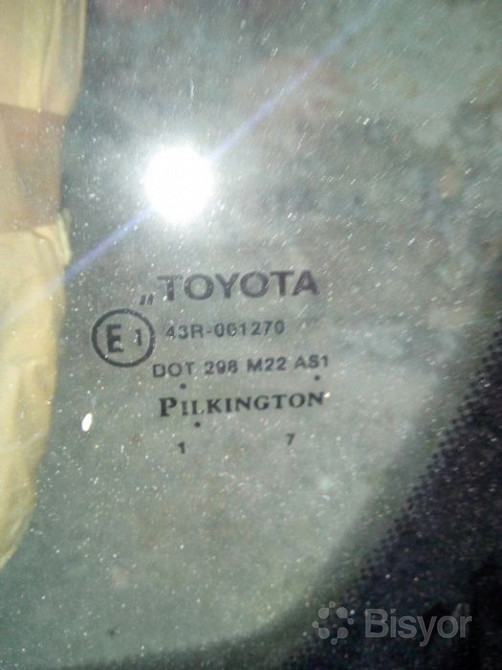 TOYOTA
E1 43R-001270
DOT 298 M22 AS1
PILKINGTON
1 7
Bisyor